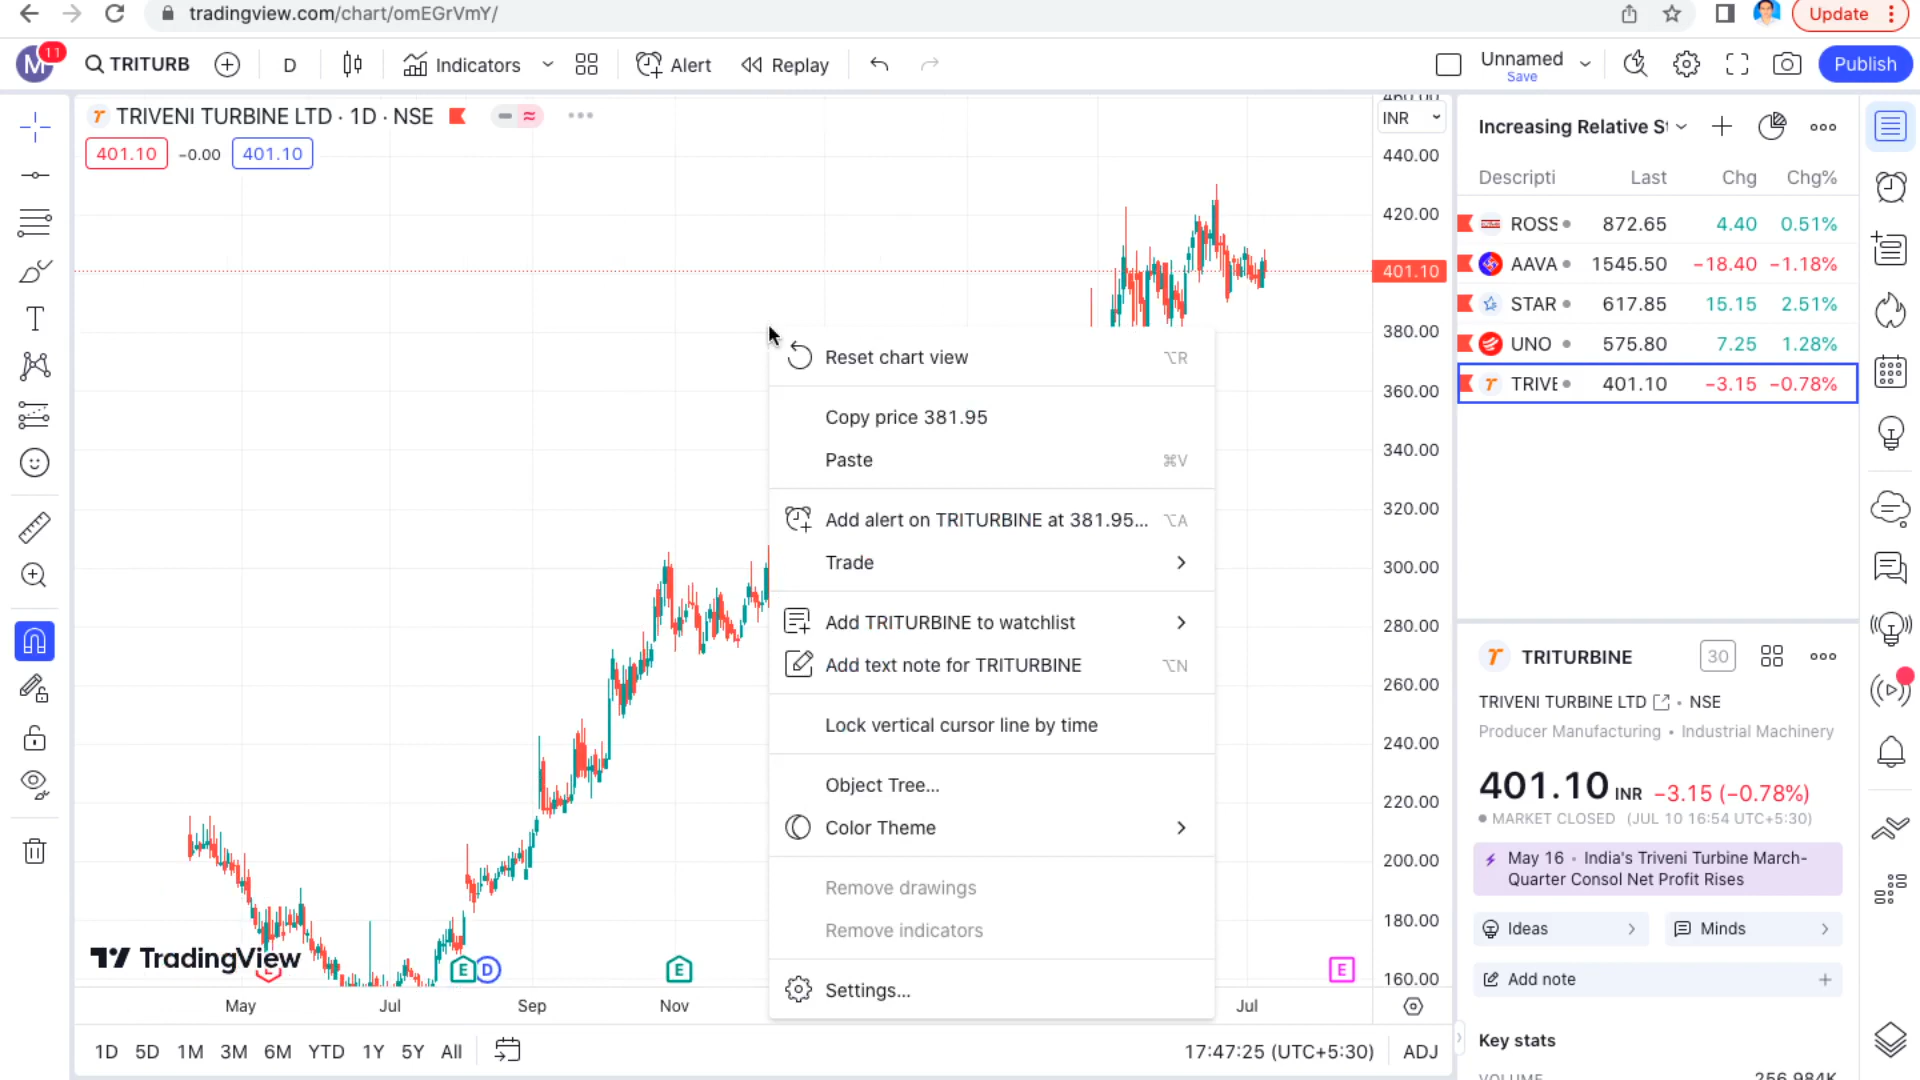 tradingview.com/chart/omEGrVmY/
Update
M 11
TRITURB
D
Indicators
Alert
Replay
Unnamed
Save
Publish
TRIVENI TURBINE LTD · 1D · NSE
401.10 −0.00 401.10
INR
440.00
420.00
401.10
380.00
360.00
340.00
320.00
300.00
280.00
260.00
240.00
220.00
200.00
180.00
160.00
Reset chart view ⌥R
Copy price 381.95
Paste ⌘V
Add alert on TRITURBINE at 381.95... ⌥A
Trade
Add TRITURBINE to watchlist
Add text note for TRITURBINE ⌥N
Lock vertical cursor line by time
Object Tree...
Color Theme
Remove drawings
Remove indicators
Settings...
TradingView
E D E E
May Jul Sep Nov Jul
1D 5D 1M 3M 6M YTD 1Y 5Y All
17:47:25 (UTC+5:30) ADJ
Increasing Relative St
Descripti Last Chg Chg%
ROSS 872.65 4.40 0.51%
AAVA 1545.50 −18.40 −1.18%
STAR 617.85 15.15 2.51%
UNO 575.80 7.25 1.28%
TRIVE 401.10 −3.15 −0.78%
TRITURBINE 30
TRIVENI TURBINE LTD • NSE
Producer Manufacturing • Industrial Machinery
401.10 INR −3.15 (−0.78%)
MARKET CLOSED (JUL 10 16:54 UTC+5:30)
May 16 • India's Triveni Turbine March-
Quarter Consol Net Profit Rises
Ideas
Minds
Add note
Key stats
VOLUME 256.984K